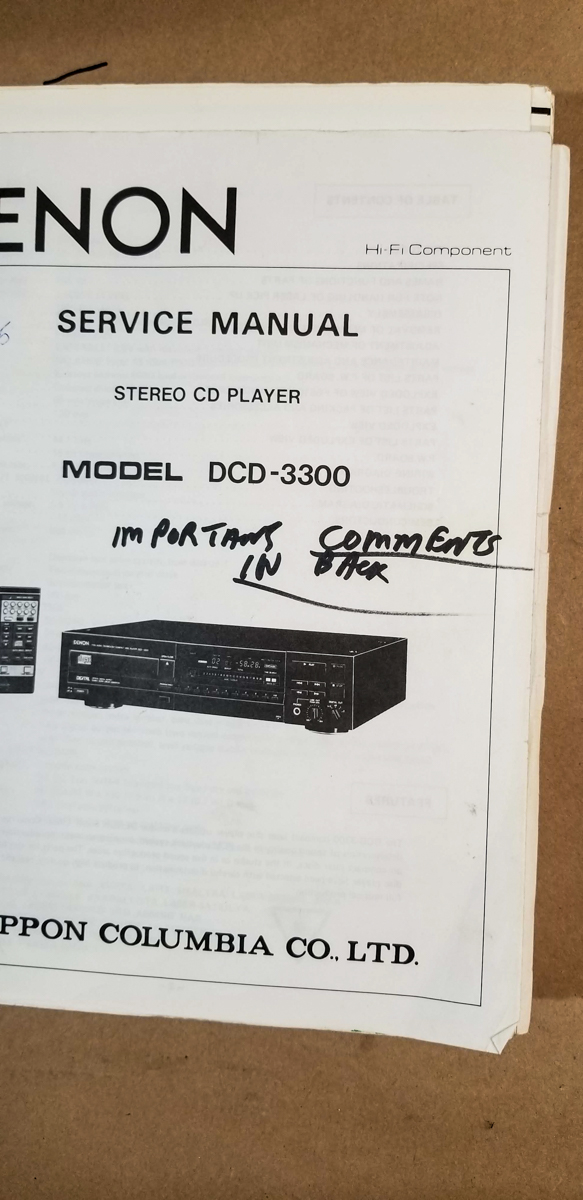 ENON
Hi-Fi Component
SERVICE MANUAL
STEREO CD PLAYER
MODEL DCD-3300
IMPORTANT COMMENTS
IN BACK
DENON
PPON COLUMBIA CO., LTD.